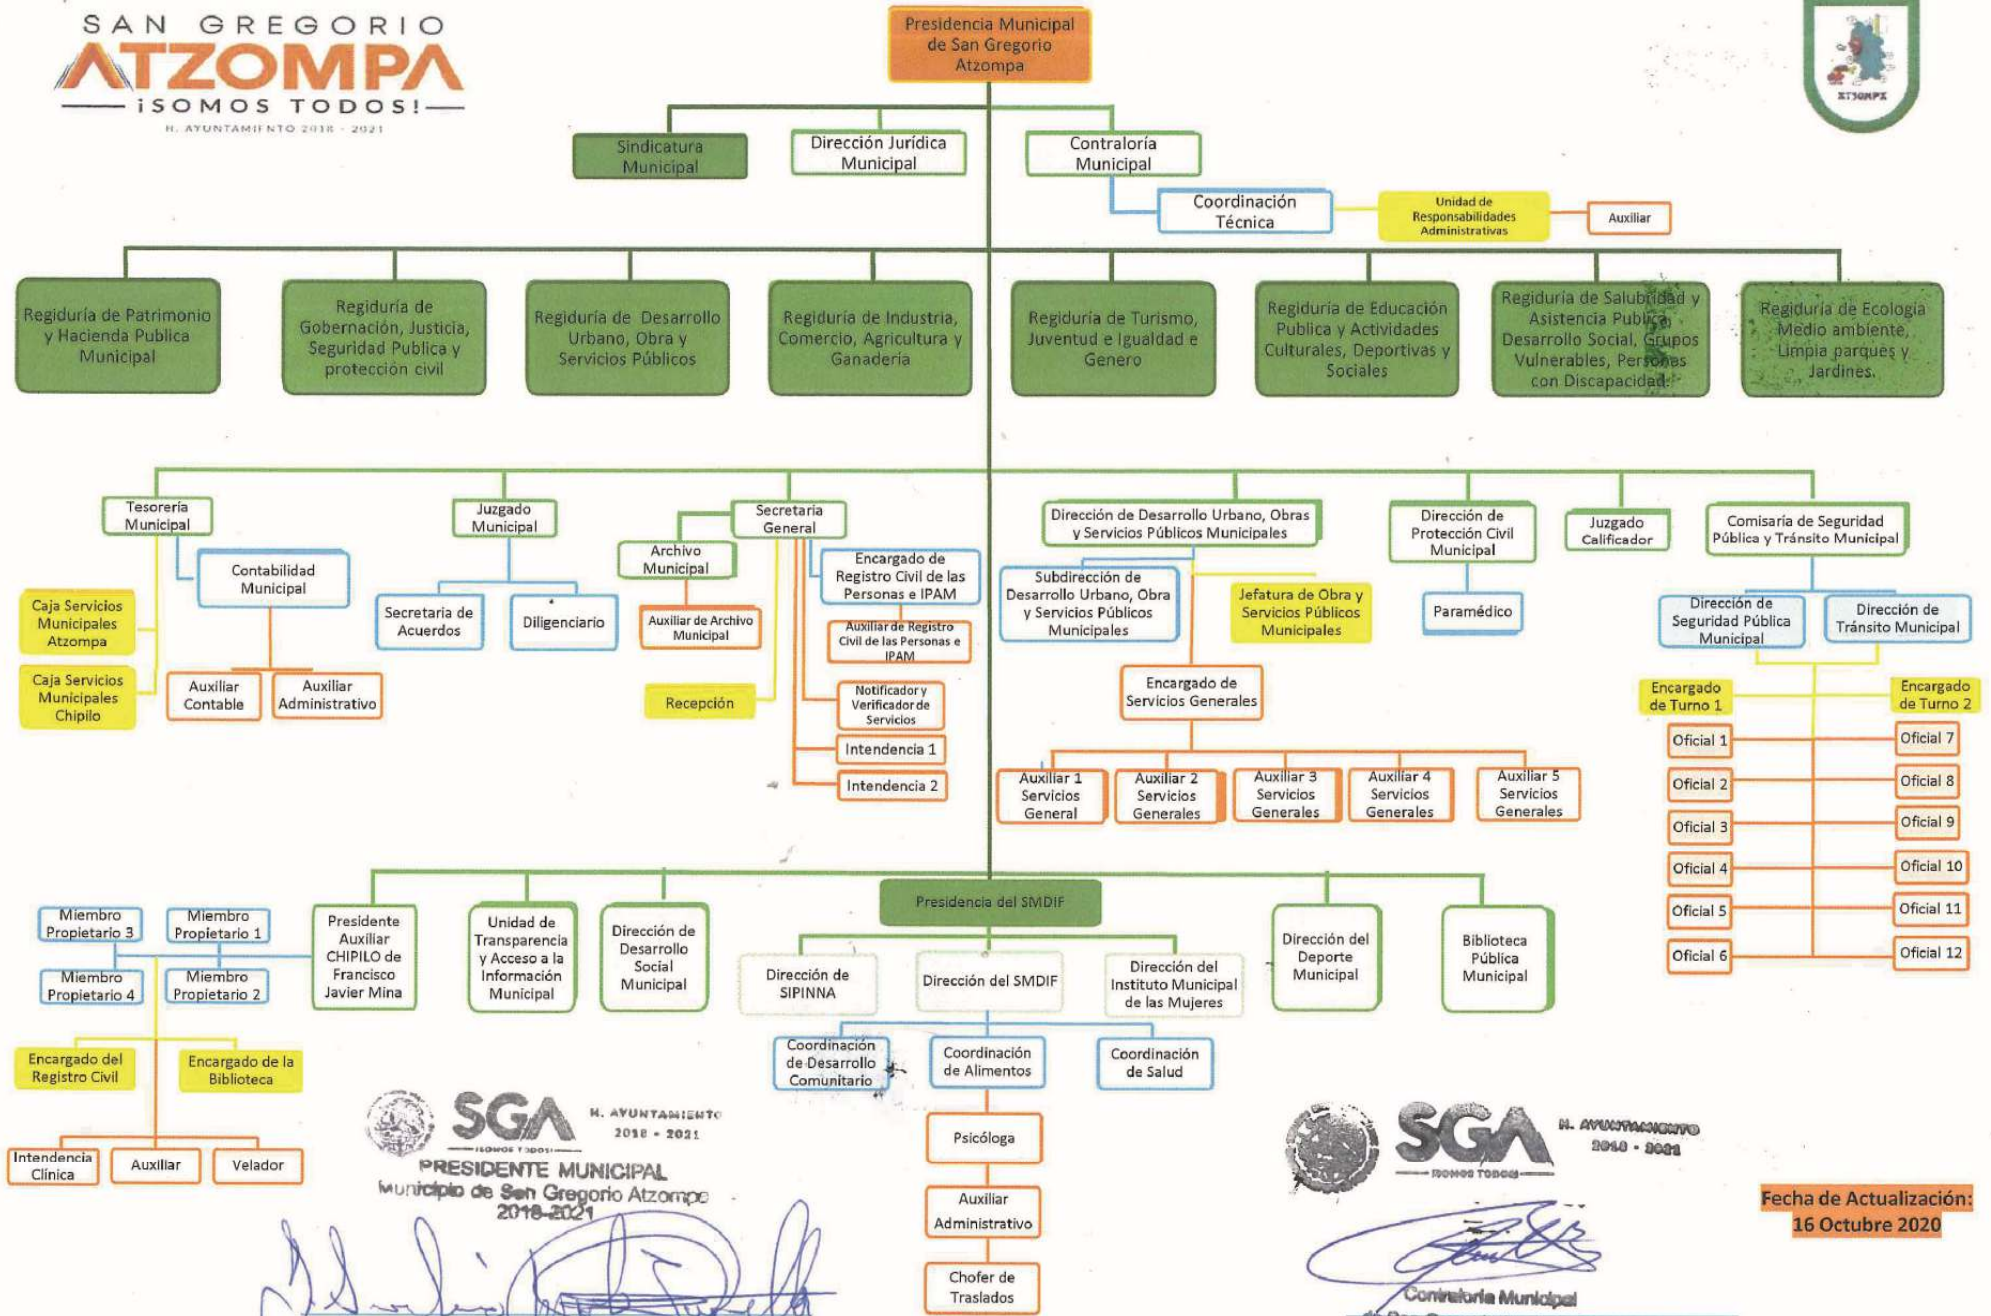 SAN GREGORIO
ATZOMPA
¡SOMOS TODOS!
H. AYUNTAMIENTO 2018 - 2021
Presidencia Municipal
de San Gregorio
Atzompa
XTSOMPX
Sindicatura
Municipal
Dirección Jurídica
Municipal
Contraloría
Municipal
Coordinación
Técnica
Unidad de
Responsabilidades
Administrativas
Auxiliar
Regiduría de Patrimonio
y Hacienda Publica
Municipal
Regiduría de
Gobernación, Justicia,
Seguridad Publica y
protección civil
Regiduría de Desarrollo
Urbano, Obra y
Servicios Públicos
Regiduría de Industria,
Comercio, Agricultura y
Ganadería
Regiduría de Turismo,
Juventud e Igualdad e
Genero
Regiduría de Educación
Publica y Actividades
Culturales, Deportivas y
Sociales
Regiduría de Salubridad y
Asistencia Publica,
Desarrollo Social, Grupos
Vulnerables, Personas
con Discapacidad.
Regiduría de Ecología
Medio ambiente,
Limpia parques y
Jardines.
Tesorería
Municipal
Contabilidad
Municipal
Caja Servicios
Municipales
Atzompa
Caja Servicios
Municipales
Chipilo
Auxiliar
Contable
Auxiliar
Administrativo
Juzgado
Municipal
Secretaria de
Acuerdos
Diligenciario
Secretaria
General
Archivo
Municipal
Auxiliar de Archivo
Municipal
Recepción
Encargado de
Registro Civil de las
Personas e IPAM
Auxiliar de Registro
Civil de las Personas e
IPAM
Notificador y
Verificador de
Servicios
Intendencia 1
Intendencia 2
Dirección de Desarrollo Urbano, Obras
y Servicios Públicos Municipales
Subdirección de
Desarrollo Urbano, Obra
y Servicios Públicos
Municipales
Jefatura de Obra y
Servicios Públicos
Municipales
Encargado de
Servicios Generales
Auxiliar 1
Servicios
General
Auxiliar 2
Servicios
Generales
Auxiliar 3
Servicios
Generales
Auxiliar 4
Servicios
Generales
Auxiliar 5
Servicios
Generales
Dirección de
Protección Civil
Municipal
Paramédico
Juzgado
Calificador
Comisaría de Seguridad
Pública y Tránsito Municipal
Dirección de
Seguridad Pública
Municipal
Dirección de
Tránsito Municipal
Encargado
de Turno 1
Encargado
de Turno 2
Oficial 1
Oficial 7
Oficial 2
Oficial 8
Oficial 3
Oficial 9
Oficial 4
Oficial 10
Oficial 5
Oficial 11
Oficial 6
Oficial 12
Presidencia del SMDIF
Miembro
Propietario 3
Miembro
Propietario 1
Miembro
Propietario 4
Miembro
Propietario 2
Presidente
Auxiliar
CHIPILO de
Francisco
Javier Mina
Unidad de
Transparencia
y Acceso a la
Información
Municipal
Dirección de
Desarrollo
Social
Municipal
Dirección de
SIPINNA
Dirección del SMDIF
Dirección del
Instituto Municipal
de las Mujeres
Dirección del
Deporte
Municipal
Biblioteca
Pública
Municipal
Encargado del
Registro Civil
Encargado de la
Biblioteca
Intendencia
Clínica
Auxiliar
Velador
Coordinación
de Desarrollo
Comunitario
Coordinación
de Alimentos
Coordinación
de Salud
Psicóloga
Auxiliar
Administrativo
Chofer de
Traslados
SGA
¡SOMOS TODOS!
H. AYUNTAMIENTO
2018 - 2021
PRESIDENTE MUNICIPAL
Municipio de San Gregorio Atzompa
2018-2021
SGA
¡SOMOS TODOS!
H. AYUNTAMIENTO
2018 - 2021
Contraloría Municipal
Fecha de Actualización:
16 Octubre 2020